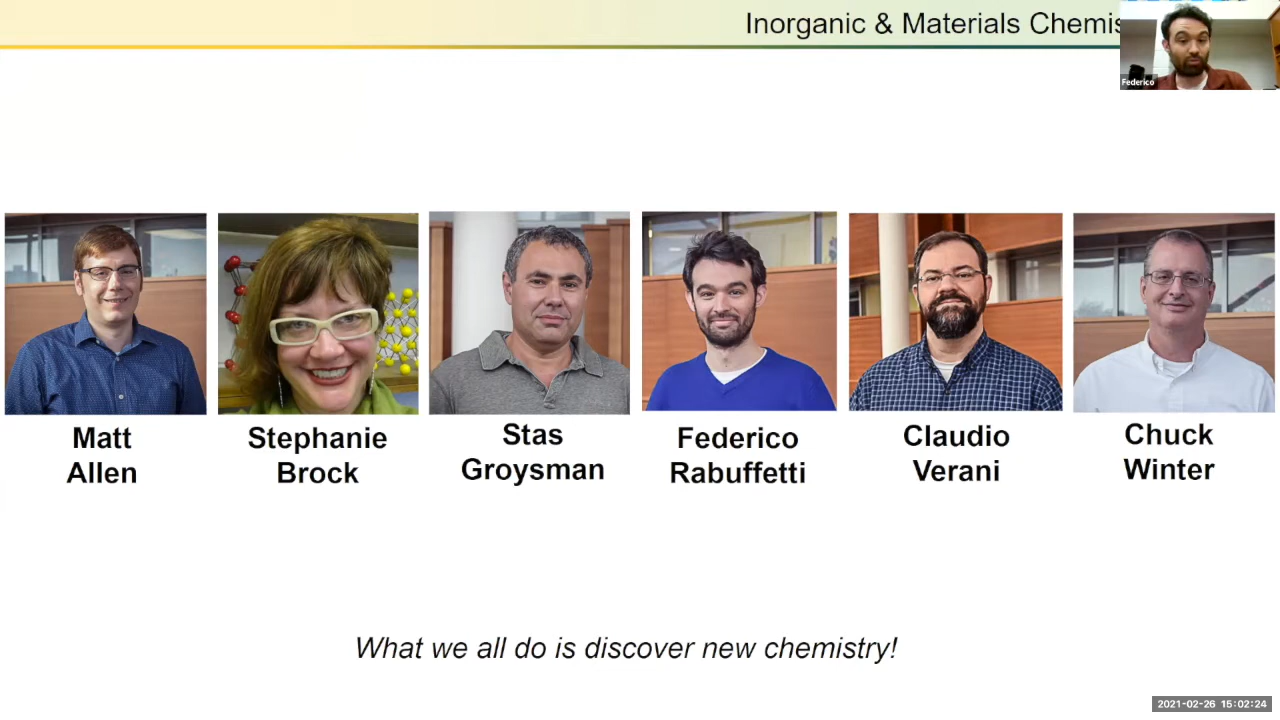 Inorganic & Materials Chemis
Federico
Matt
Allen
Stephanie
Brock
Stas
Groysman
Federico
Rabuffetti
Claudio
Verani
Chuck
Winter
What we all do is discover new chemistry!
2021-02-26 15:02:24